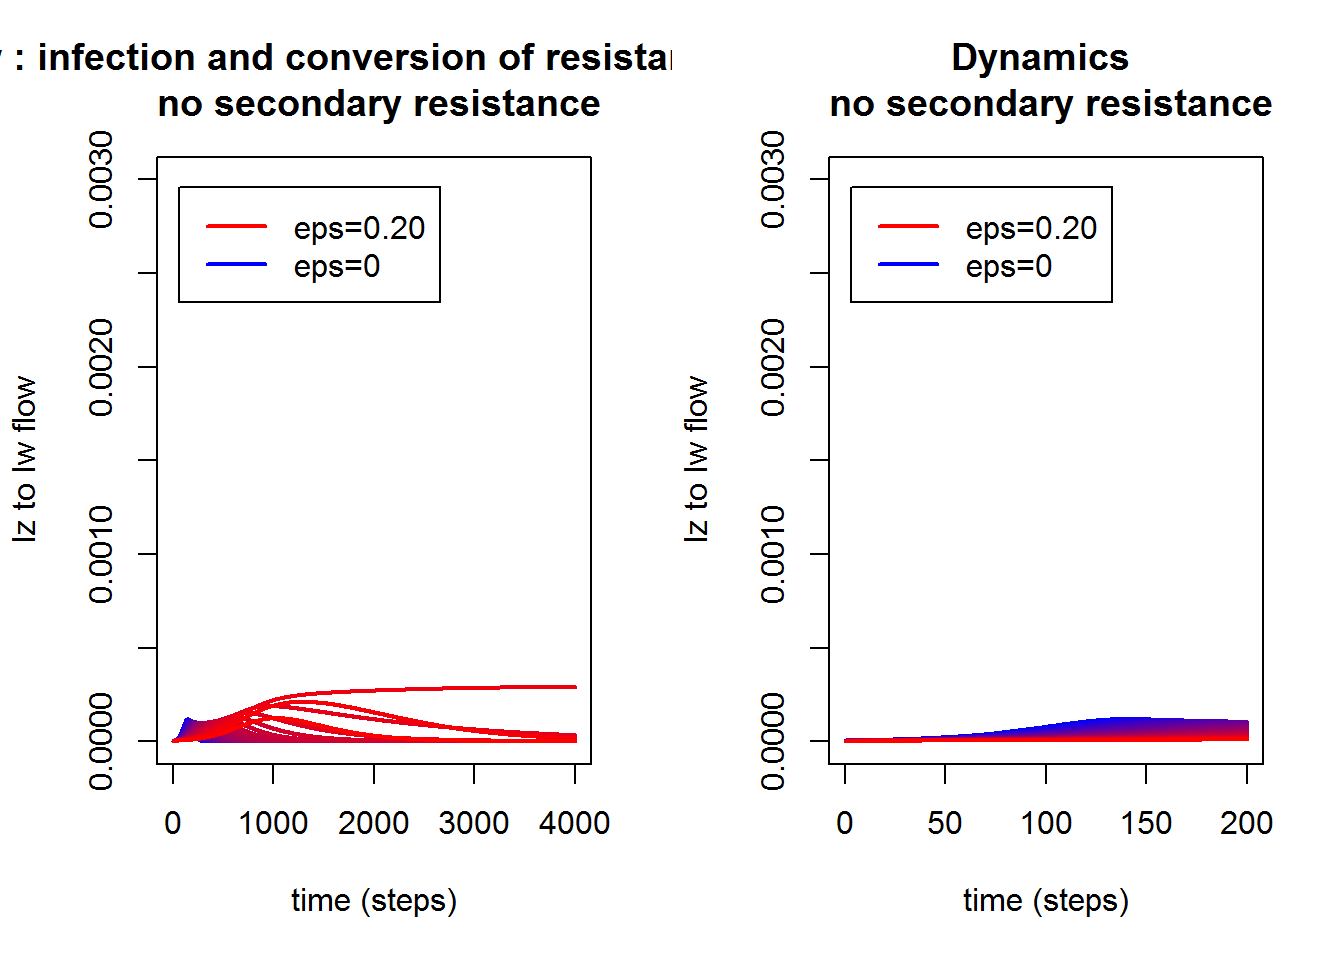 : infection and conversion of
no secondary resistance
0.0030
0.0020
0.0010
0.0000
Iz to Iw flow
eps=0.20
eps=0
0 1000 2000 3000 4000
time (steps)
Dynamics
no secondary resistance
0.0030
0.0020
0.0010
0.0000
Iz to Iw flow
eps=0.20
eps=0
0 50 100 150 200
time (steps)